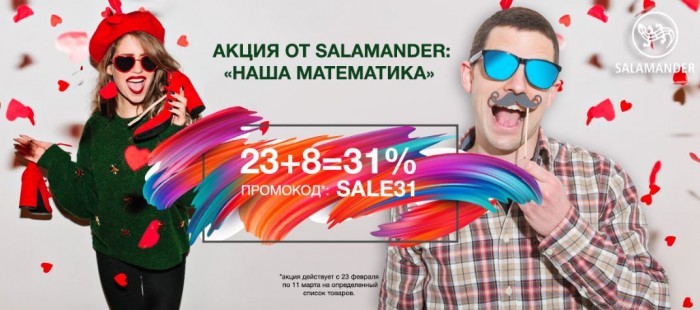 АКЦИЯ ОТ SALAMANDER:
«НАША МАТЕМАТИКА»
SALAMANDER
23+8=31%
ПРОМОКОД*: SALE31
*акция действует с 23 февраля
по 11 марта на определенный
список товаров.